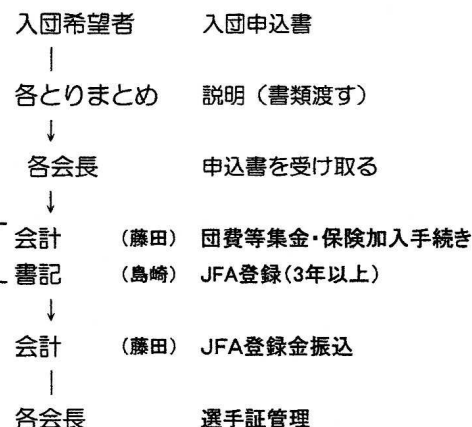 入団希望者 入団申込書
各とりまとめ 説明（書類渡す）
↓
各会長 申込書を受け取る
↓
会計 (藤田) 団費等集金・保険加入手続き
書記 (島崎) JFA登録(3年以上)
↓
会計 (藤田) JFA登録金振込
各会長 選手証管理